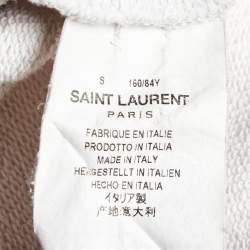 S 160/84Y
SAINT LAURENT
PARIS
FABRIQUE EN ITALIE
PRODOTTO IN ITALIA
MADE IN ITALY
HERGESTELLT IN ITALIEN
HECHO EN ITALIA
イタリア製
产地意大利